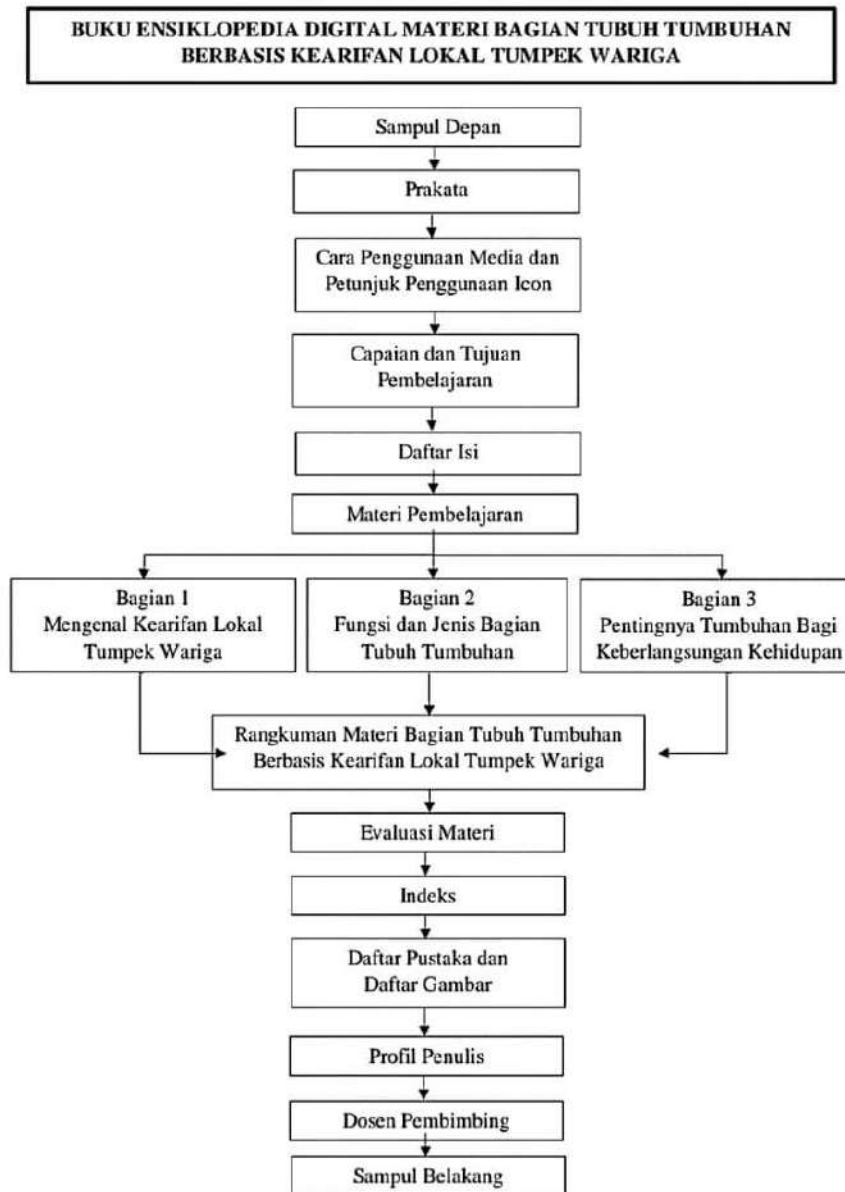 BUKU ENSIKLOPEDIA DIGITAL MATERI BAGIAN TUBUH TUMBUHAN
BERBASIS KEARIFAN LOKAL TUMPEK WARIGA
Sampul Depan
Prakata
Cara Penggunaan Media dan
Petunjuk Penggunaan Icon
Capaian dan Tujuan
Pembelajaran
Daftar Isi
Materi Pembelajaran
Bagian 1
Mengenal Kearifan Lokal
Tumpek Wariga
Bagian 2
Fungsi dan Jenis Bagian
Tubuh Tumbuhan
Bagian 3
Pentingnya Tumbuhan Bagi
Keberlangsungan Kehidupan
Rangkuman Materi Bagian Tubuh Tumbuhan
Berbasis Kearifan Lokal Tumpek Wariga
Evaluasi Materi
Indeks
Daftar Pustaka dan
Daftar Gambar
Profil Penulis
Dosen Pembimbing
Sampul Belakang